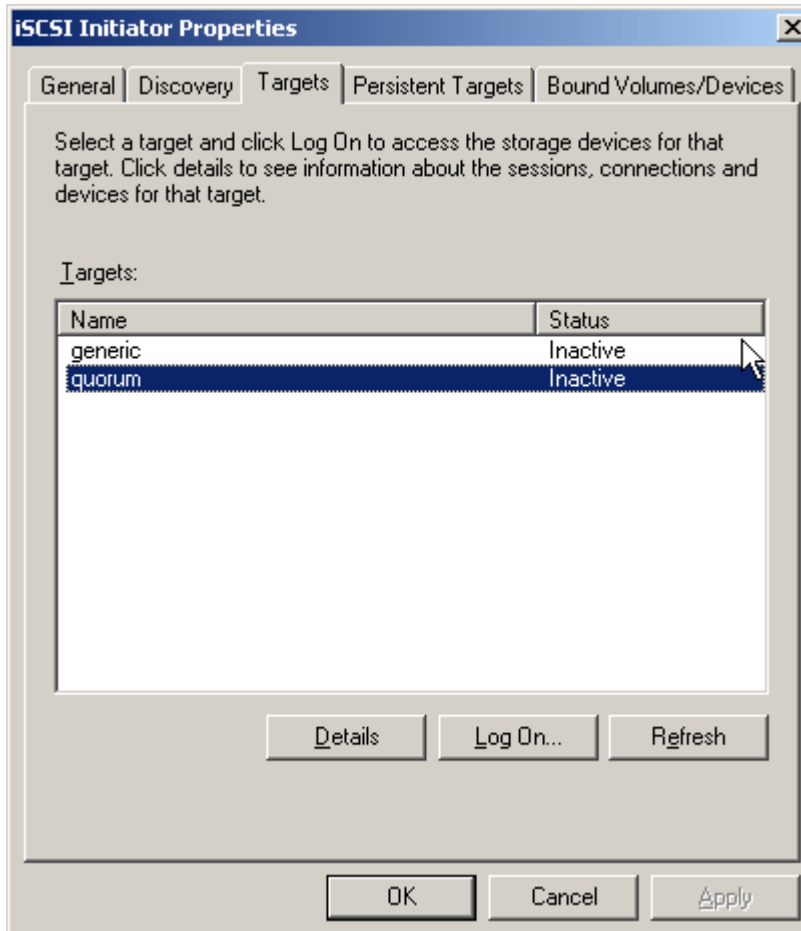 iSCSI Initiator Properties
General Discovery Targets Persistent Targets Bound Volumes/Devices
Select a target and click Log On to access the storage devices for that
target. Click details to see information about the sessions, connections and
devices for that target.
Targets:
Name Status
generic Inactive
quorum Inactive
Details Log On... Refresh
OK Cancel Apply